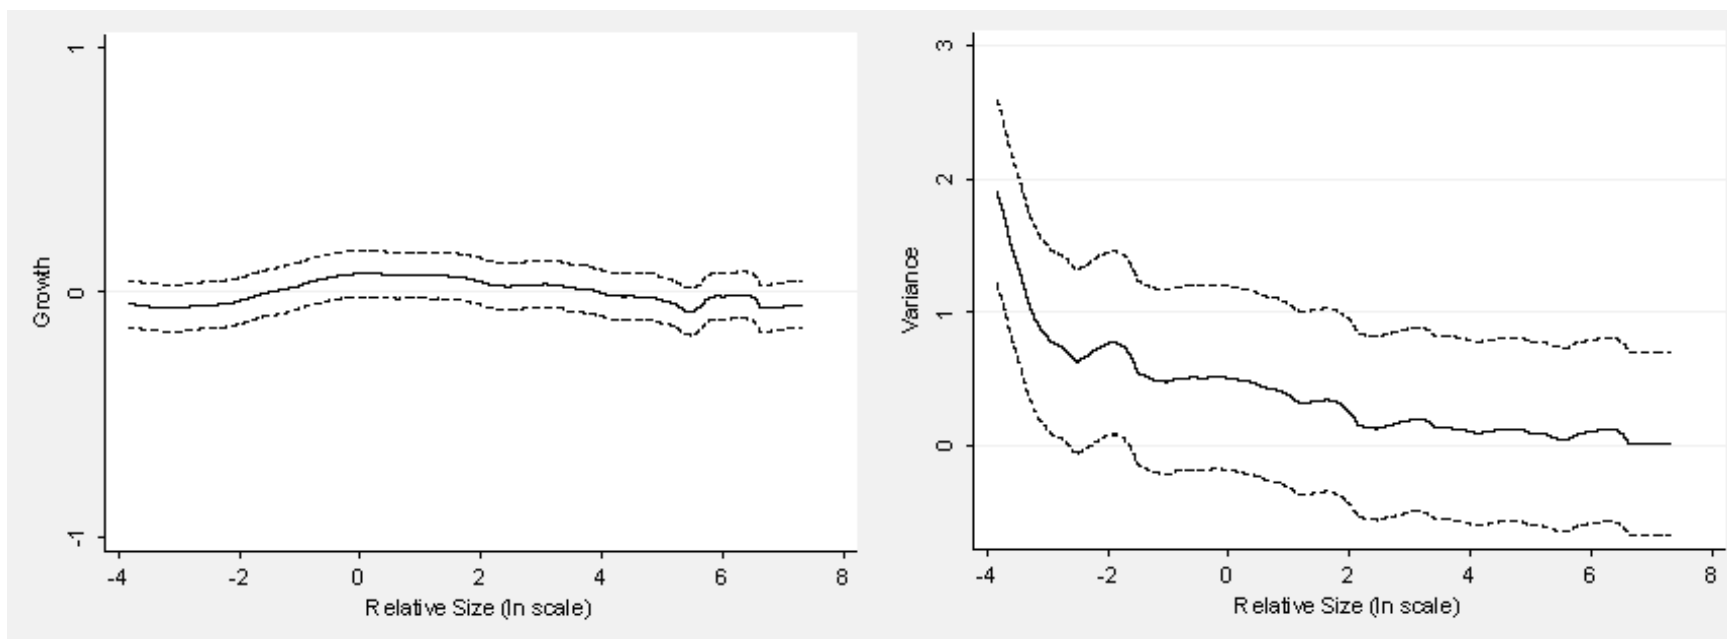 1
0
-1
Growth
-4 -2 0 2 4 6 8
Relative Size (ln scale)
3
2
1
0
Variance
-4 -2 0 2 4 6 8
Relative Size (ln scale)